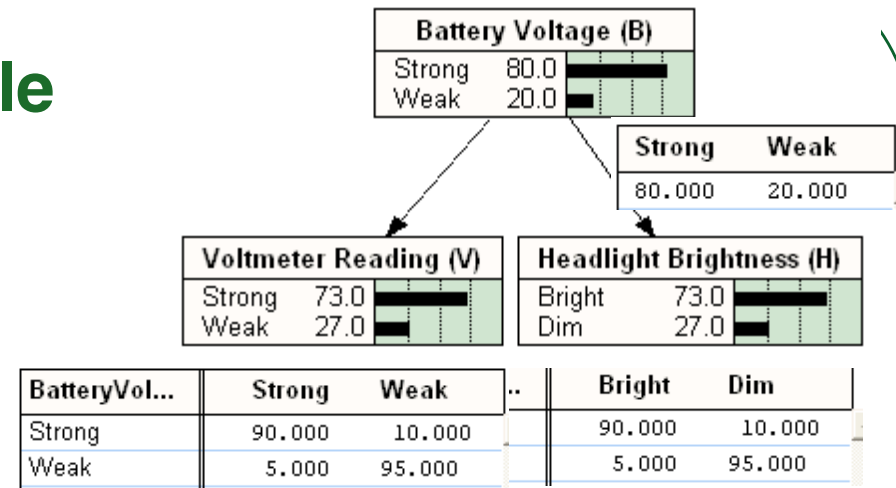 Battery Voltage (B)
Strong 80.0
Weak 20.0
le
Strong Weak
80.000 20.000
Voltmeter Reading (V)
Strong 73.0
Weak 27.0
Headlight Brightness (H)
Bright 73.0
Dim 27.0
BatteryVol... Strong Weak
Strong 90.000 10.000
Weak 5.000 95.000
.. Bright Dim
90.000 10.000
5.000 95.000